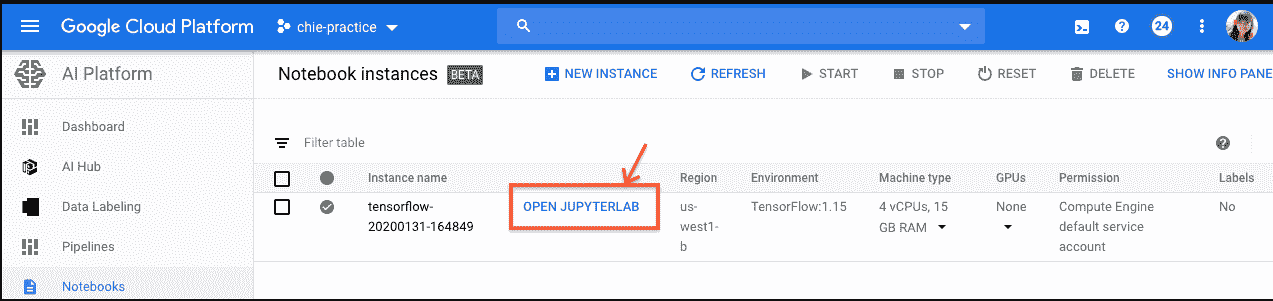 Google Cloud Platform chie-practice 24
AI Platform
Notebook instances BETA NEW INSTANCE REFRESH START STOP RESET DELETE SHOW INFO PANE
Dashboard
Filter table
AI Hub
Instance name Region Environment Machine type GPUs Permission Labels
Data Labeling
tensorflow-
20200131-164849
OPEN JUPYTERLAB
us-
west1-
b
TensorFlow:1.15
4 vCPUs, 15
GB RAM
None
Compute Engine
default service
account
No
Pipelines
Notebooks